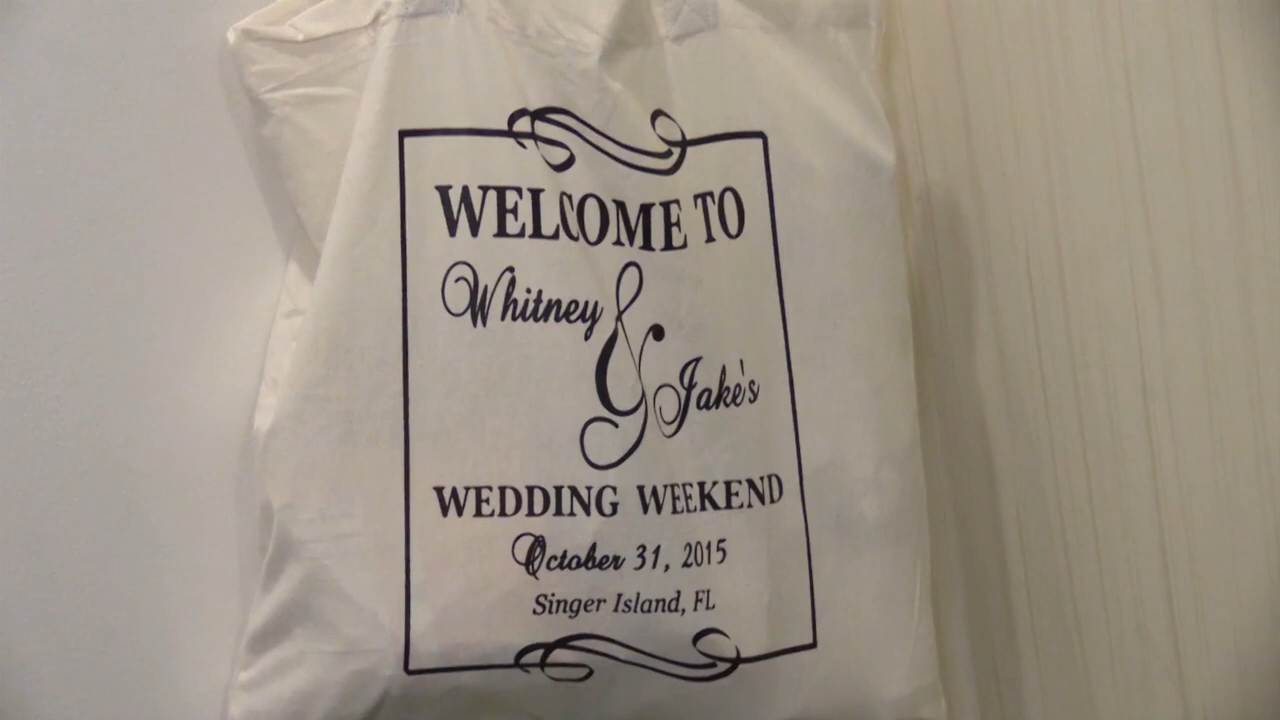 WELCOME TO
Whitney
&
Jake's
WEDDING WEEKEND
October 31, 2015
Singer Island, FL